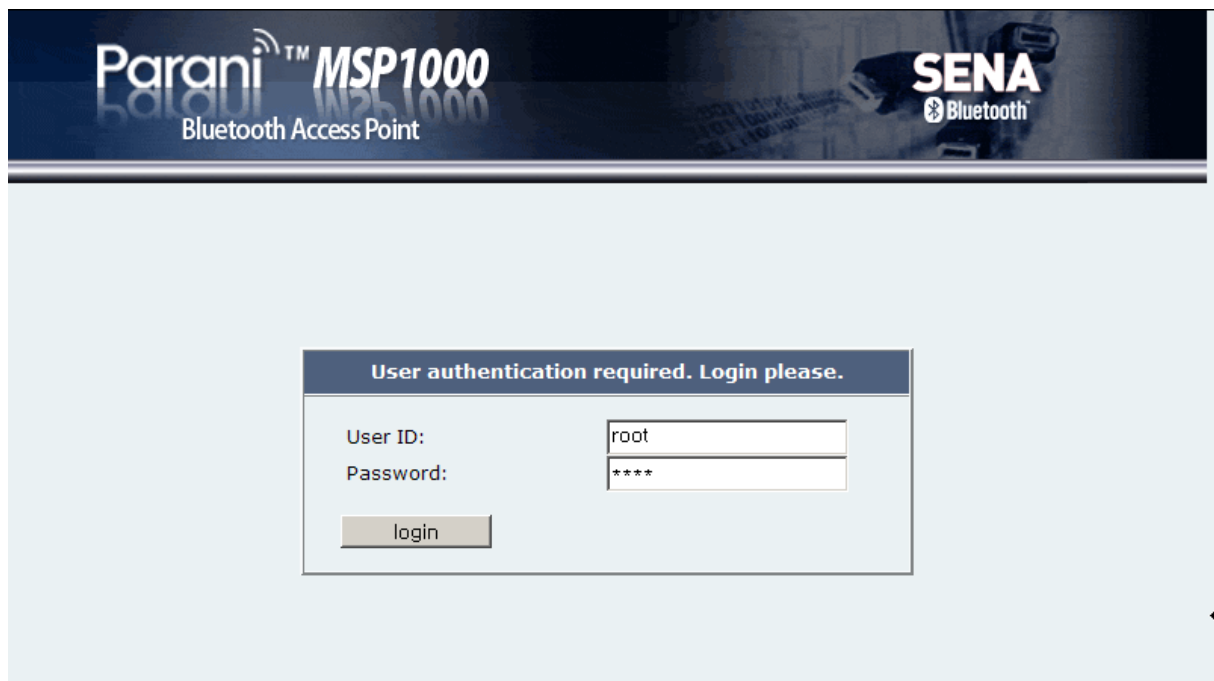 Parani™ MSP1000
Bluetooth Access Point
SENA
Bluetooth
User authentication required. Login please.
User ID: root
Password: ****
login